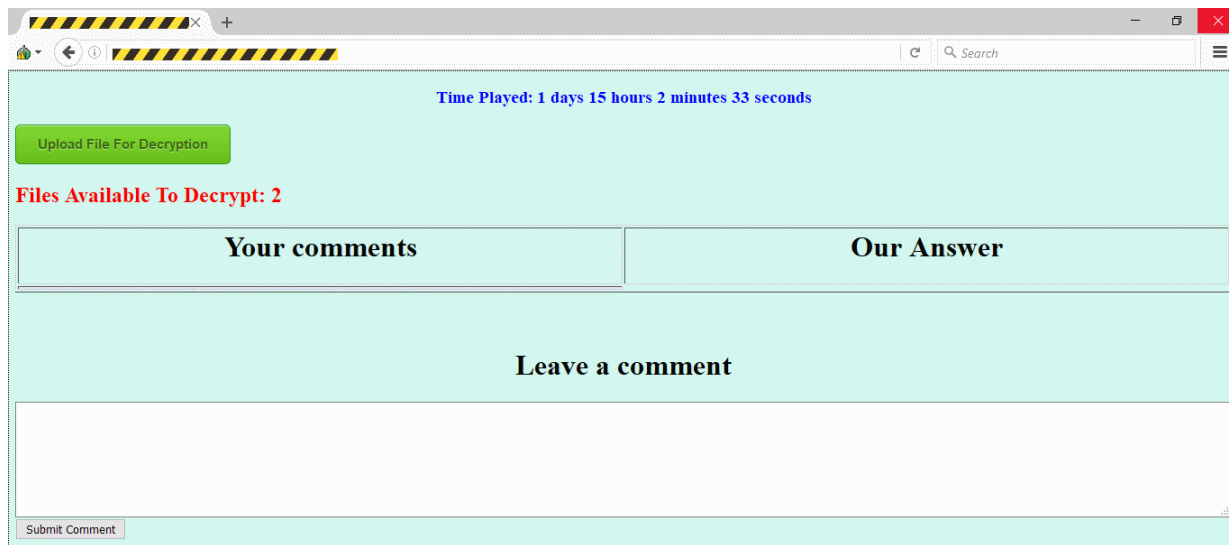 Search
Time Played: 1 days 15 hours 2 minutes 33 seconds
Upload File For Decryption
Files Available To Decrypt: 2
Your comments
Our Answer
Leave a comment
Submit Comment